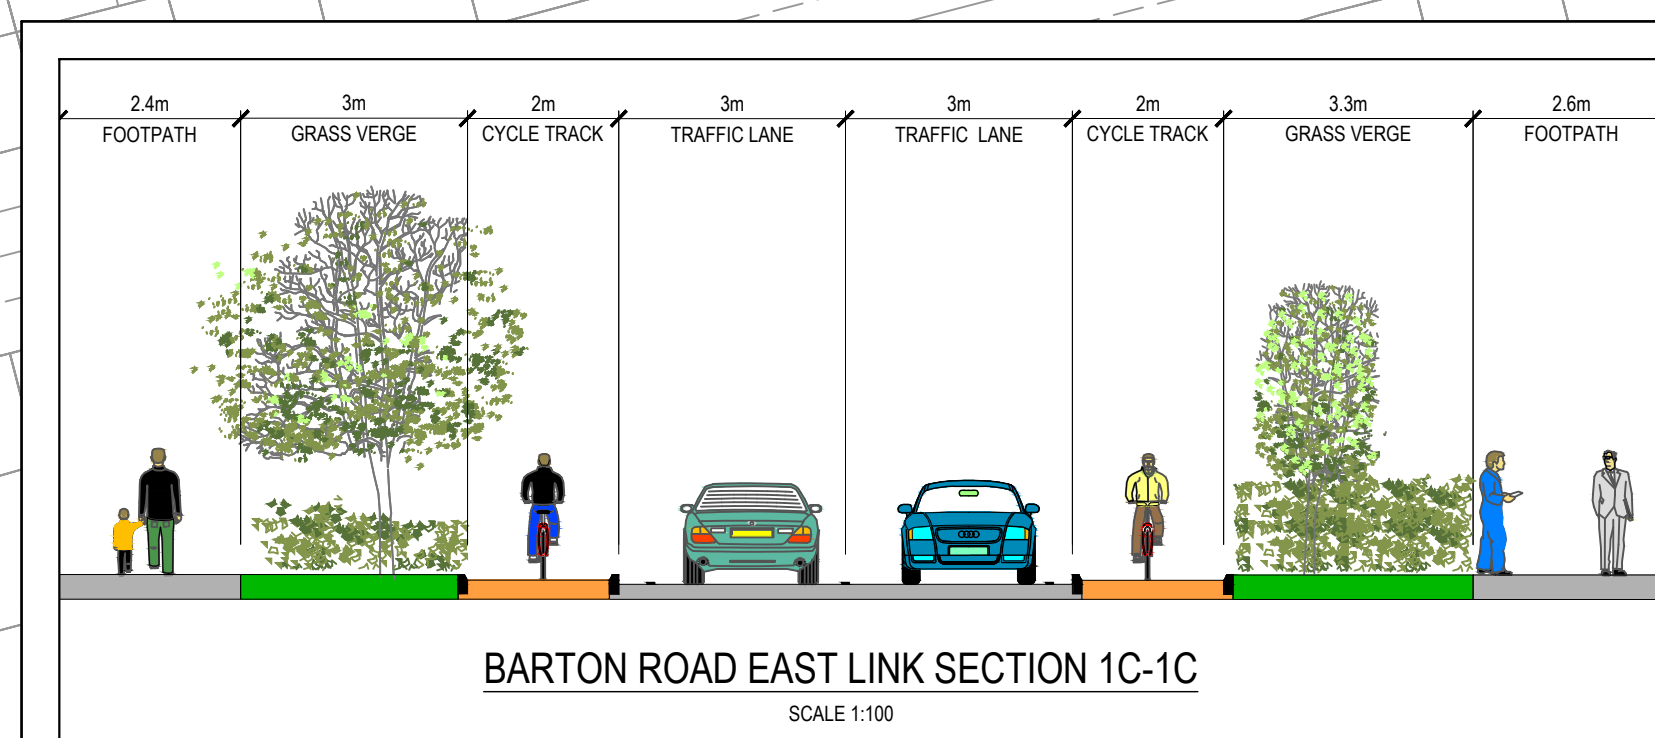 2.4m 3m 2m 3m 3m 2m 3.3m 2.6m
FOOTPATH GRASS VERGE CYCLE TRACK TRAFFIC LANE TRAFFIC LANE CYCLE TRACK GRASS VERGE FOOTPATH
BARTON ROAD EAST LINK SECTION 1C-1C
SCALE 1:100